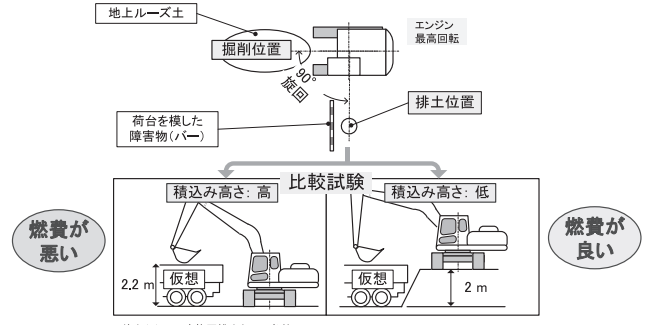 地上ルーズ土
エンジン
最高回転
掘削位置
90°
旋回
排土位置
荷台を模した
障害物(バー)
比較試験
積込み高さ: 高
積込み高さ: 低
燃費が
悪い
燃費が
良い
2.2 m
仮想
仮想
2 m